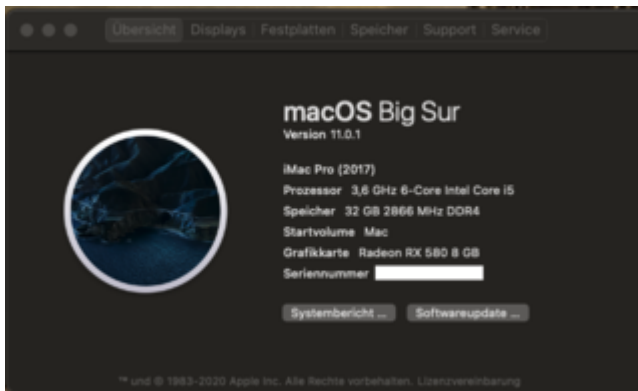 Übersicht Displays Festplatten Speicher Support Service
macOS Big Sur
Version 11.0.1
iMac Pro (2017)
Prozessor 3,6 GHz 6-Core Intel Core i5
Speicher 32 GB 2866 MHz DDR4
Startvolume Mac
Grafikkarte Radeon RX 580 8 GB
Seriennummer
Systembericht ...
Softwareupdate ...
™ und © 1983-2020 Apple Inc. Alle Rechte vorbehalten. Lizenzvereinbarung